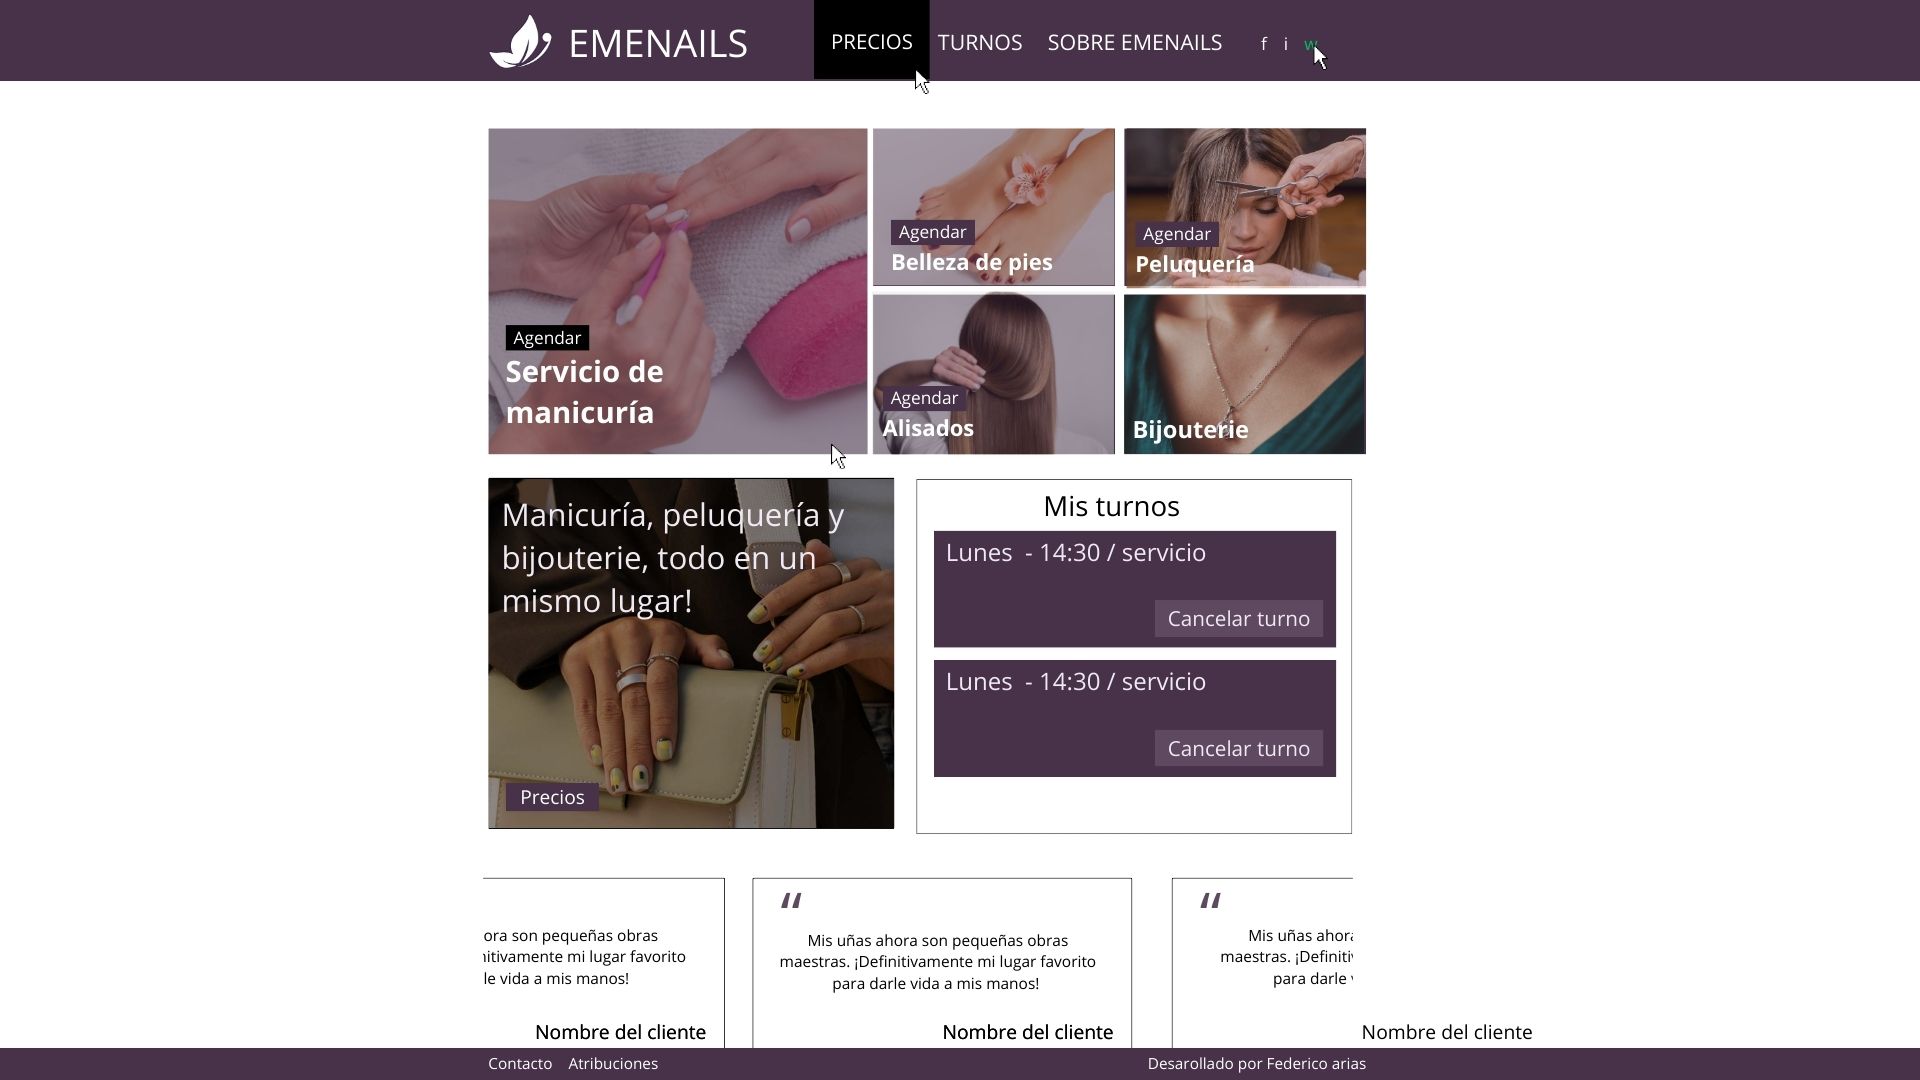 EMENAILS
PRECIOS
TURNOS
SOBRE EMENAILS
f i w
Agendar
Servicio de
manicuría
Agendar
Belleza de pies
Agendar
Peluquería
Agendar
Alisados
Bijouterie
Manicuría, peluquería y
bijouterie, todo en un
mismo lugar!
Precios
Mis turnos
Lunes - 14:30 / servicio
Cancelar turno
Lunes - 14:30 / servicio
Cancelar turno
ora son pequeñas obras
nitivamente mi lugar favorito
le vida a mis manos!
Nombre del cliente
“
Mis uñas ahora son pequeñas obras
maestras. ¡Definitivamente mi lugar favorito
para darle vida a mis manos!
Nombre del cliente
“
Mis uñas ahora
maestras. ¡Definitiv
para darle v
Nombre del cliente
Contacto Atribuciones
Desarollado por Federico arias